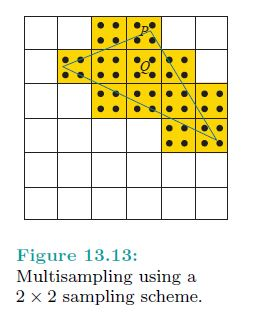 P
Q
Figure 13.13:
Multisampling using a
2 × 2 sampling scheme.